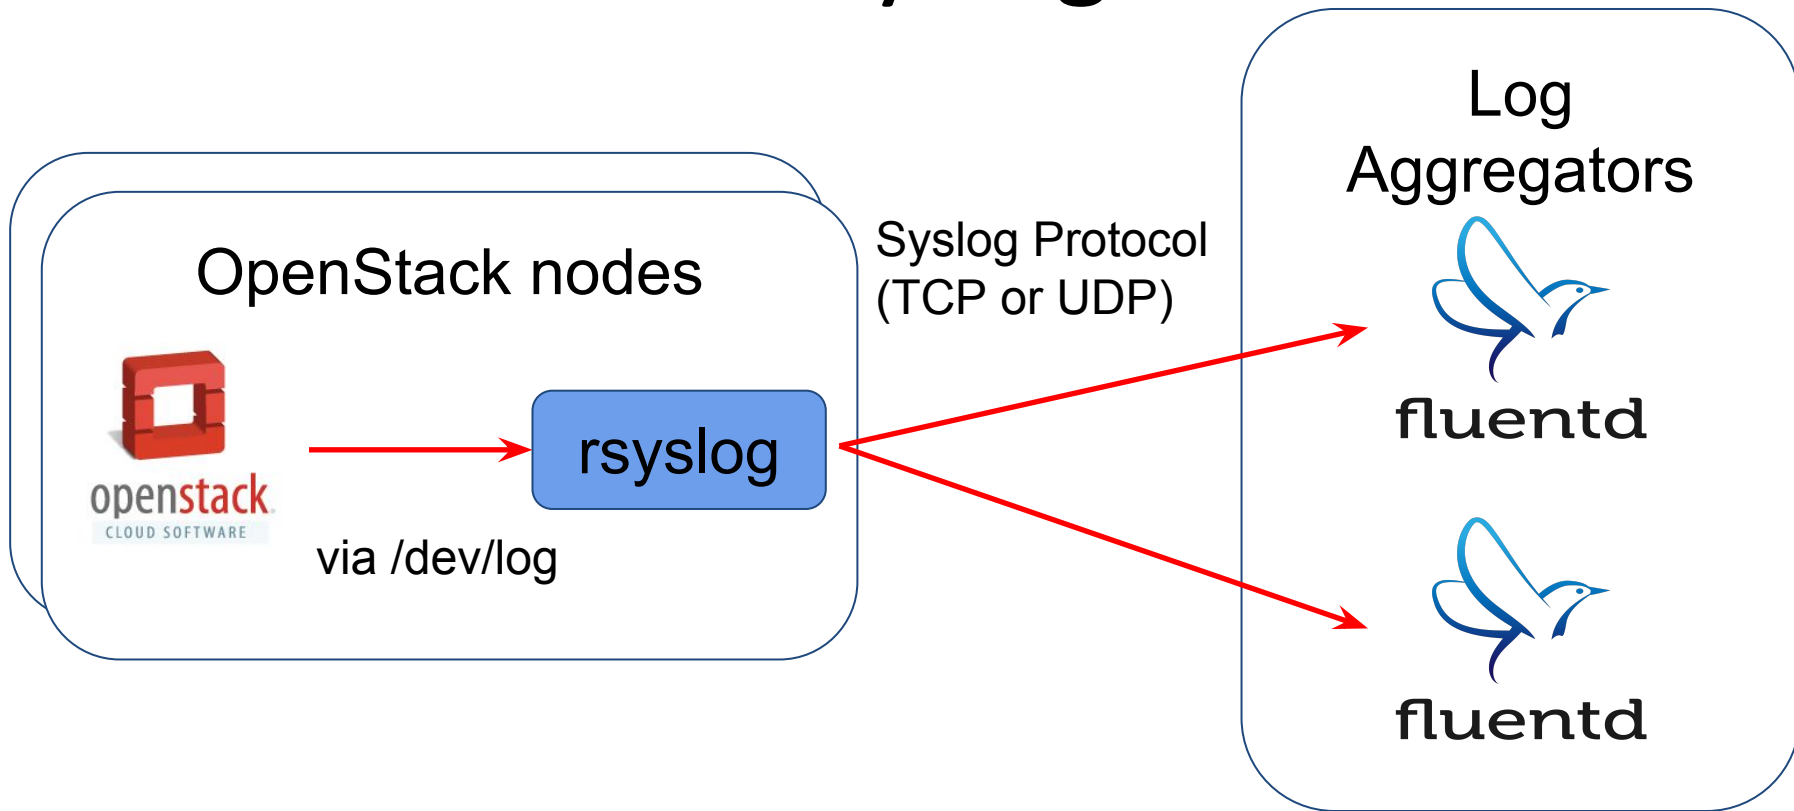 OpenStack nodes
openstack
CLOUD SOFTWARE
via /dev/log
rsyslog
Syslog Protocol
(TCP or UDP)
Log
Aggregators
fluentd
fluentd